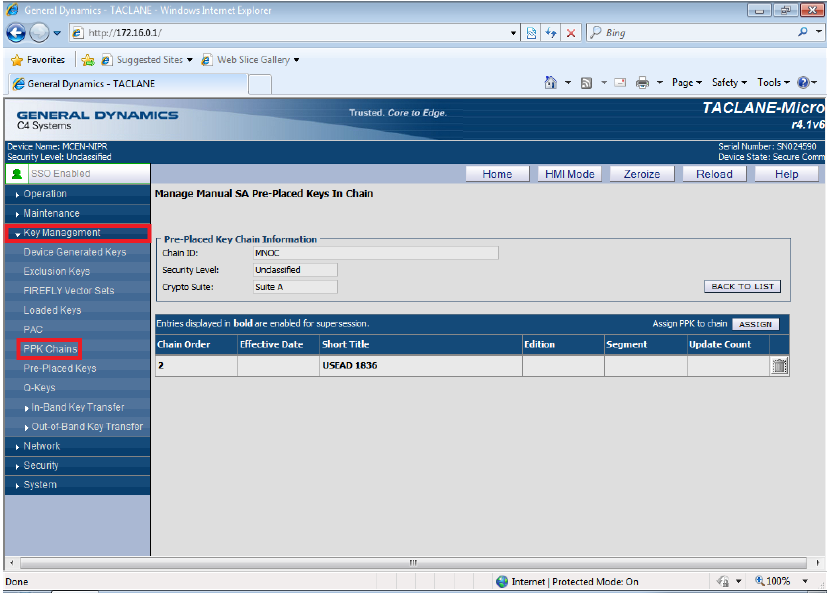 General Dynamics - TACLANE - Windows Internet Explorer
http://172.16.0.1/
Bing
Favorites Suggested Sites Web Slice Gallery
General Dynamics - TACLANE
Page Safety Tools
GENERAL DYNAMICS
C4 Systems
Trusted. Core to Edge.
TACLANE-Micro
r4.1v6
Device Name: MCEN-NIPR
Security Level: Unclassified
Serial Number: SN024590
Device State: Secure Comm
SSO Enabled
Home HMI Mode Zeroize Reload Help
Operation
Maintenance
Key Management
Device Generated Keys
Exclusion Keys
FIREFLY Vector Sets
Loaded Keys
PAC
PPK Chains
Pre-Placed Keys
Q-Keys
In-Band Key Transfer
Out-of-Band Key Transfer
Network
Security
System
Manage Manual SA Pre-Placed Keys In Chain
Pre-Placed Key Chain Information
Chain ID: MNOC
Security Level: Unclassified
Crypto Suite: Suite A
BACK TO LIST
Entries displayed in bold are enabled for supersession. Assign PPK to chain ASSIGN
Chain Order Effective Date Short Title Edition Segment Update Count
2 USEAD 1836
Done Internet | Protected Mode: On 100%